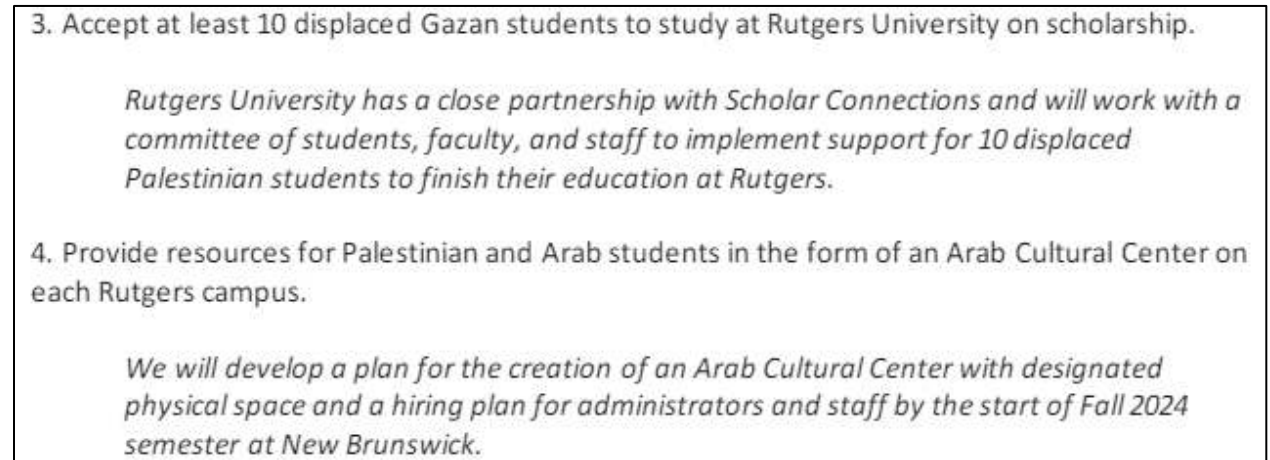 3. Accept at least 10 displaced Gazan students to study at Rutgers University on scholarship.
Rutgers University has a close partnership with Scholar Connections and will work with a
committee of students, faculty, and staff to implement support for 10 displaced
Palestinian students to finish their education at Rutgers.
4. Provide resources for Palestinian and Arab students in the form of an Arab Cultural Center on
each Rutgers campus.
We will develop a plan for the creation of an Arab Cultural Center with designated
physical space and a hiring plan for administrators and staff by the start of Fall 2024
semester at New Brunswick.